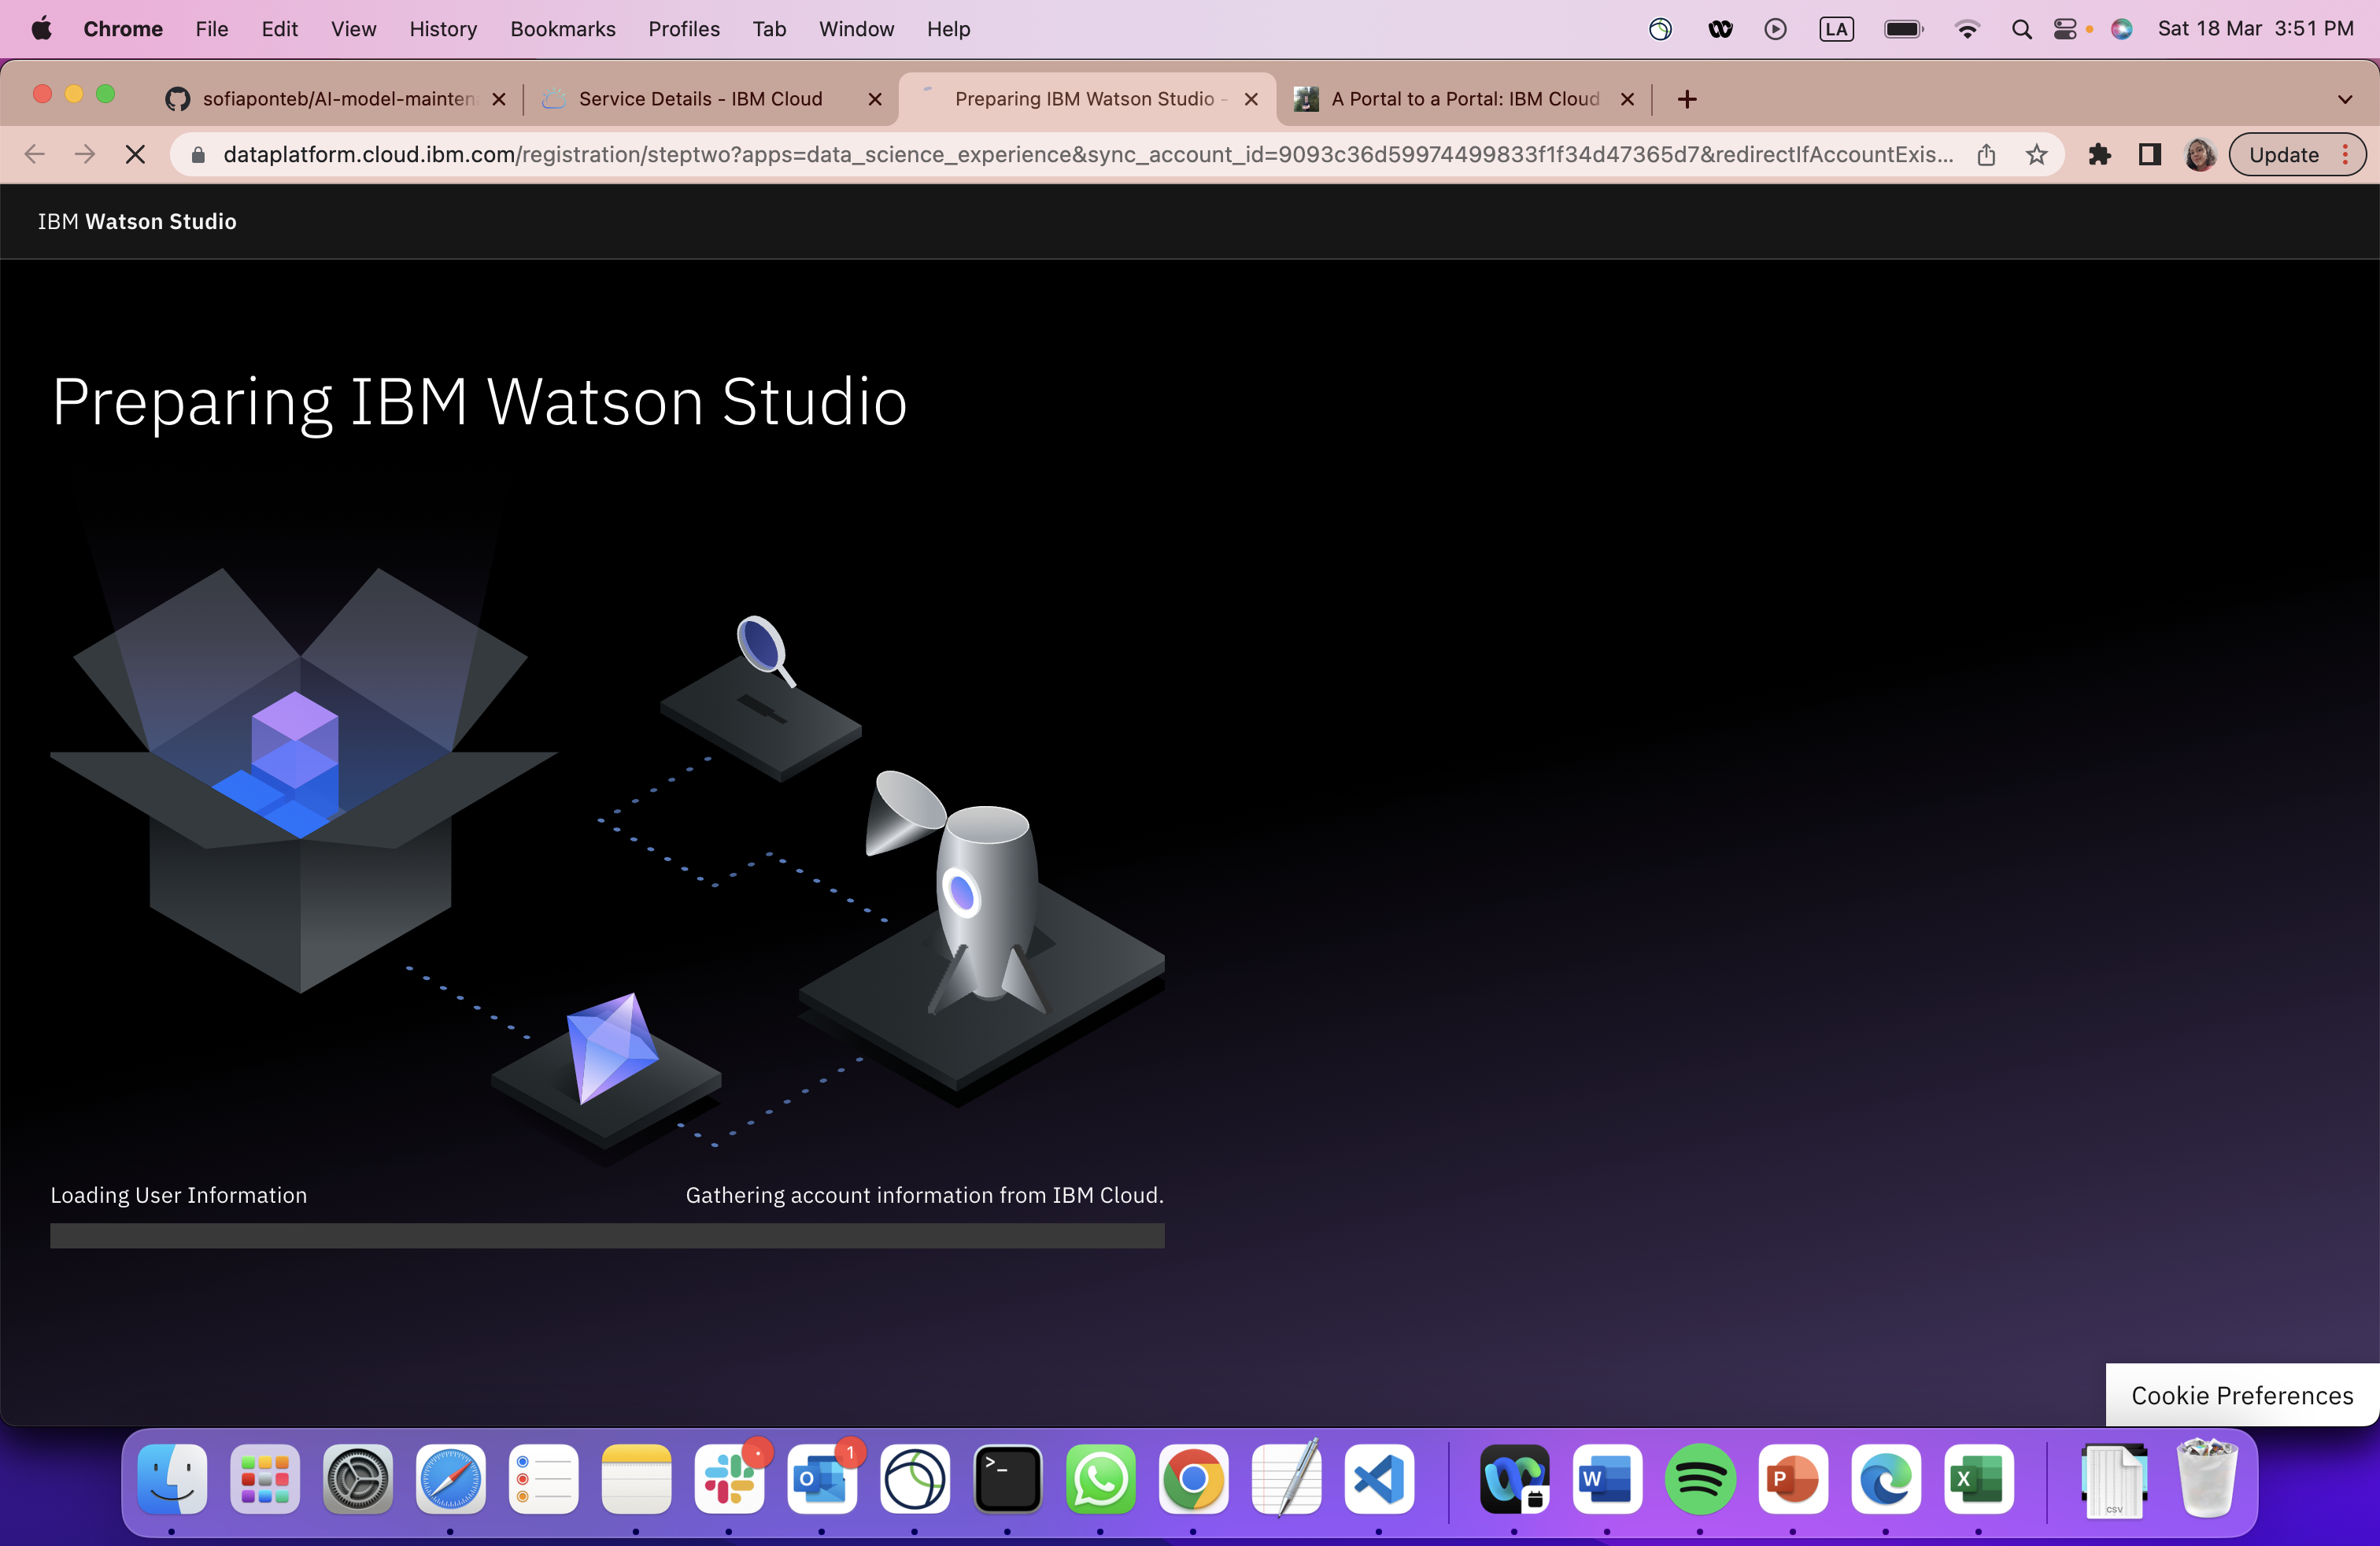 Chrome File Edit View History Bookmarks Profiles Tab Window Help LA Sat 18 Mar 3:51 PM
sofiaponteb/AI-model-mainten Service Details - IBM Cloud Preparing IBM Watson Studio - A Portal to a Portal: IBM Cloud
dataplatform.cloud.ibm.com/registration/steptwo?apps=data_science_experience&sync_account_id=9093c36d59974499833f1f34d47365d7&redirectIfAccountExis... Update
IBM Watson Studio
Preparing IBM Watson Studio
Loading User Information Gathering account information from IBM Cloud.
Cookie Preferences
1
O >_ W P X CSV